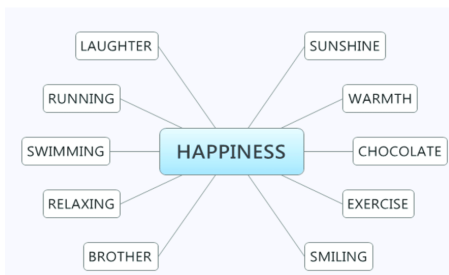 LAUGHTER
SUNSHINE
RUNNING
WARMTH
SWIMMING
HAPPINESS
CHOCOLATE
RELAXING
EXERCISE
BROTHER
SMILING